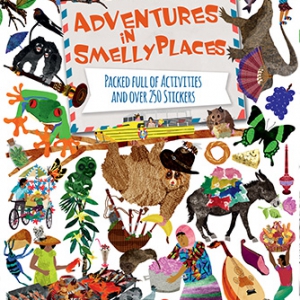 ADVENTURES
IN
SMELLY PLACES
PACKED FULL OF ACTIVITIES
AND OVER 250 STICKERS